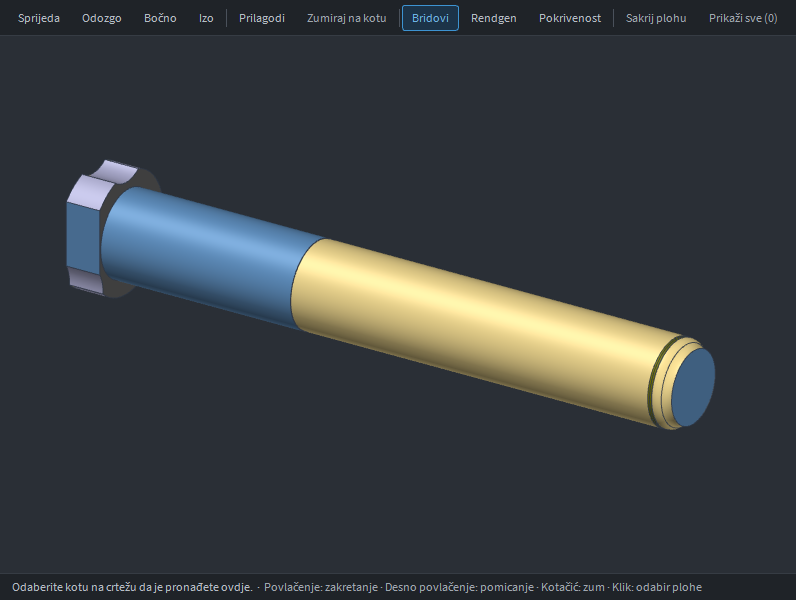 Sprijeda Odozgo Bočno Izo Prilagodi Zumiraj na kotu Bridovi Rendgen Pokrivenost Sakrij plohu Prikaži sve (0)
Odaberite kotu na crtežu da je pronađete ovdje. · Povlačenje: zakretanje · Desno povlačenje: pomicanje · Kotačić: zum · Klik: odabir plohe